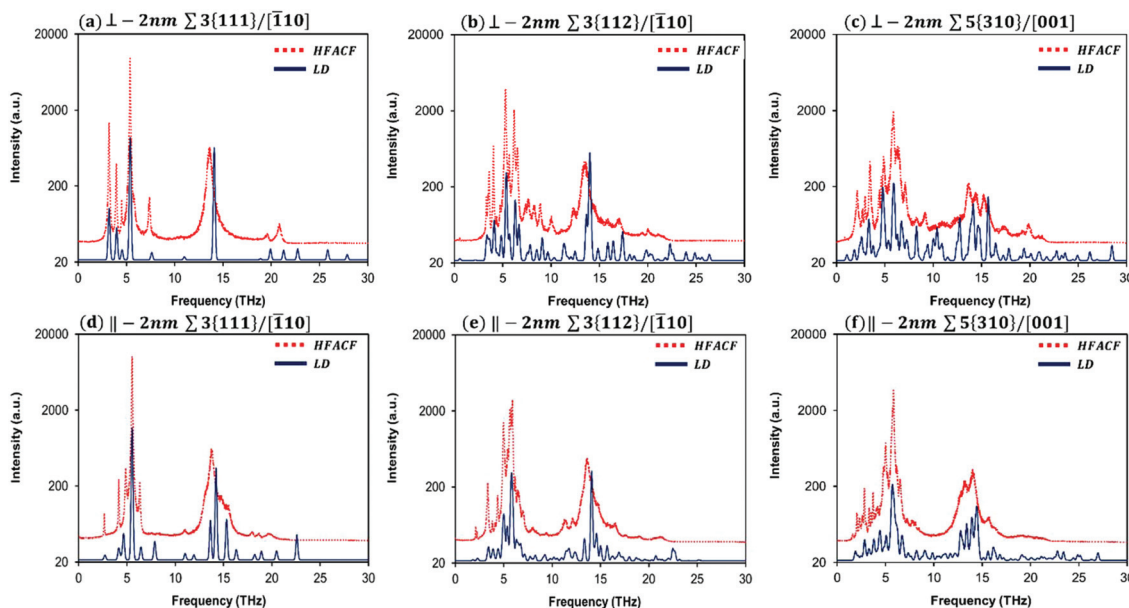 (a) ⊥ − 2nm ∑ 3{111}/[1̅10]
(b) ⊥ − 2nm ∑ 3{112}/[1̅10]
(c) ⊥ − 2nm ∑ 5{310}/[001]
20000
2000
200
20
Intensity (a.u.)
HFACF
LD
0 5 10 15 20 25 30
Frequency (THz)
20000
2000
200
20
Intensity (a.u.)
HFACF
LD
0 5 10 15 20 25 30
Frequency (THz)
20000
2000
200
20
Intensity (a.u.)
HFACF
LD
0 5 10 15 20 25 30
Frequency (THz)
(d) ∥ − 2nm ∑ 3{111}/[1̅10]
(e) ∥ − 2nm ∑ 3{112}/[1̅10]
(f) ∥ − 2nm ∑ 5{310}/[001]
20000
2000
200
20
Intensity (a.u.)
HFACF
LD
0 5 10 15 20 25 30
Frequency (THz)
20000
2000
200
20
Intensity (a.u.)
HFACF
LD
0 5 10 15 20 25 30
Frequency (THz)
20000
2000
200
20
Intensity (a.u.)
HFACF
LD
0 5 10 15 20 25 30
Frequency (THz)